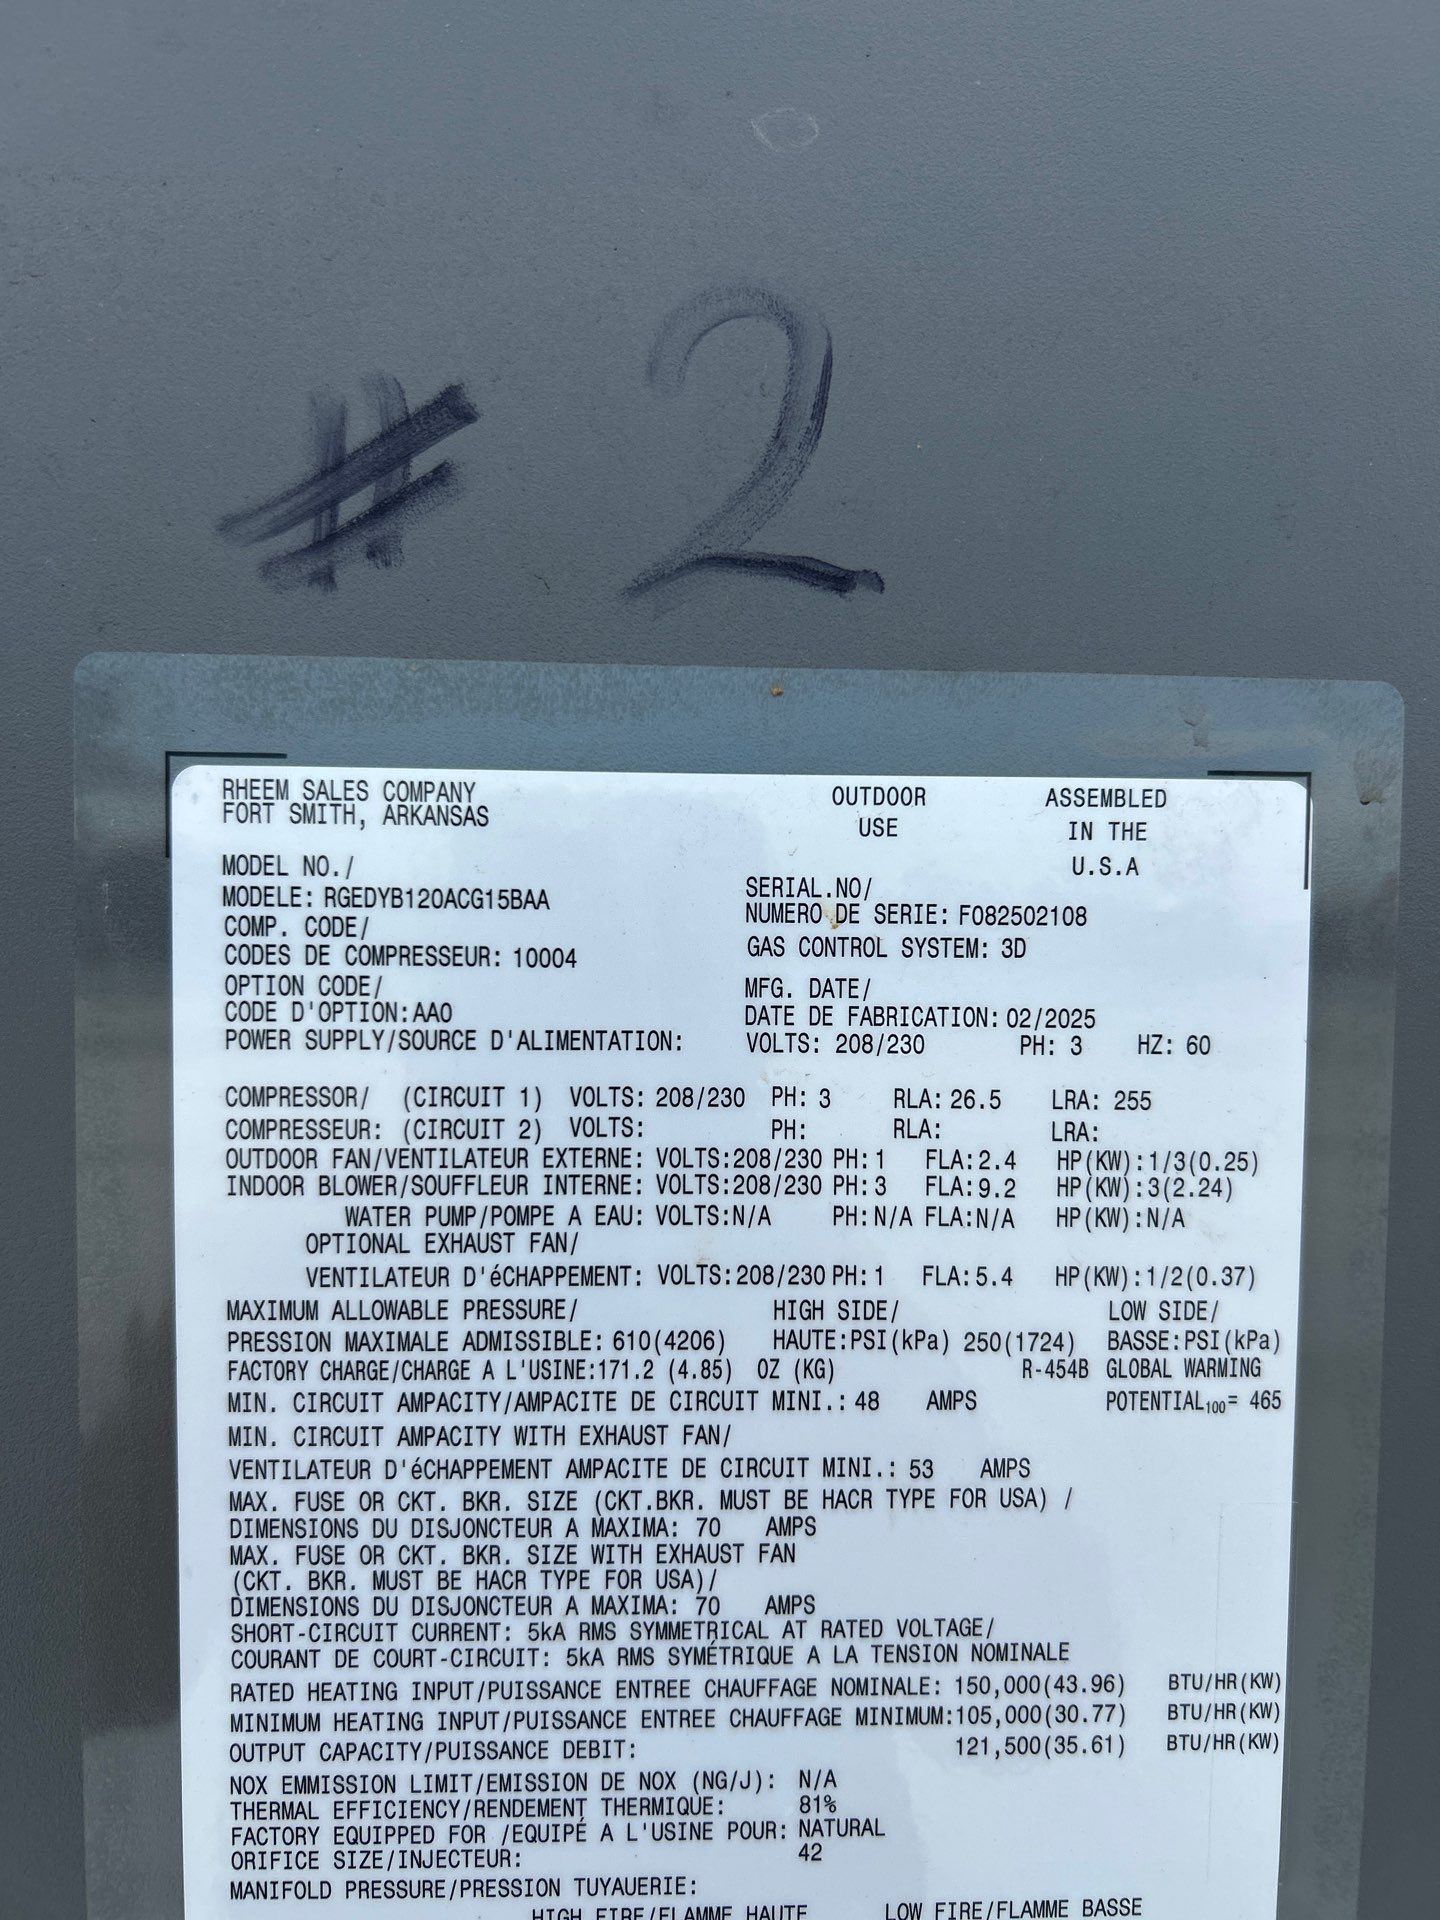 # 2
RHEEM SALES COMPANY
FORT SMITH, ARKANSAS
OUTDOOR USE
ASSEMBLED IN THE U.S.A
MODEL NO./
MODELE: RGEDYB120ACG15BAA
SERIAL.NO/
NUMERO DE SERIE: F082502108
COMP. CODE/
CODES DE COMPRESSEUR: 10004
GAS CONTROL SYSTEM: 3D
OPTION CODE/
CODE D'OPTION:AA0
MFG. DATE/
DATE DE FABRICATION: 02/2025
POWER SUPPLY/SOURCE D'ALIMENTATION: VOLTS: 208/230 PH: 3 HZ: 60
COMPRESSOR/ (CIRCUIT 1) VOLTS: 208/230 PH: 3 RLA: 26.5 LRA: 255
COMPRESSEUR: (CIRCUIT 2) VOLTS: PH: RLA: LRA:
OUTDOOR FAN/VENTILATEUR EXTERNE: VOLTS:208/230 PH:1 FLA:2.4 HP(KW):1/3(0.25)
INDOOR BLOWER/SOUFFLEUR INTERNE: VOLTS:208/230 PH:3 FLA:9.2 HP(KW):3(2.24)
WATER PUMP/POMPE A EAU: VOLTS:N/A PH:N/A FLA:N/A HP(KW):N/A
OPTIONAL EXHAUST FAN/
VENTILATEUR D'éCHAPPEMENT: VOLTS:208/230 PH:1 FLA:5.4 HP(KW):1/2(0.37)
MAXIMUM ALLOWABLE PRESSURE/ HIGH SIDE/ LOW SIDE/
PRESSION MAXIMALE ADMISSIBLE: 610(4206) HAUTE:PSI(kPa) 250(1724) BASSE:PSI(kPa)
FACTORY CHARGE/CHARGE A L'USINE:171.2 (4.85) OZ (KG) R-454B GLOBAL WARMING
MIN. CIRCUIT AMPACITY/AMPACITE DE CIRCUIT MINI.: 48 AMPS POTENTIAL100= 465
MIN. CIRCUIT AMPACITY WITH EXHAUST FAN/
VENTILATEUR D'éCHAPPEMENT AMPACITE DE CIRCUIT MINI.: 53 AMPS
MAX. FUSE OR CKT. BKR. SIZE (CKT.BKR. MUST BE HACR TYPE FOR USA) /
DIMENSIONS DU DISJONCTEUR A MAXIMA: 70 AMPS
MAX. FUSE OR CKT. BKR. SIZE WITH EXHAUST FAN
(CKT. BKR. MUST BE HACR TYPE FOR USA)/
DIMENSIONS DU DISJONCTEUR A MAXIMA: 70 AMPS
SHORT-CIRCUIT CURRENT: 5kA RMS SYMMETRICAL AT RATED VOLTAGE/
COURANT DE COURT-CIRCUIT: 5kA RMS SYMÉTRIQUE A LA TENSION NOMINALE
RATED HEATING INPUT/PUISSANCE ENTREE CHAUFFAGE NOMINALE: 150,000(43.96) BTU/HR(KW)
MINIMUM HEATING INPUT/PUISSANCE ENTREE CHAUFFAGE MINIMUM:105,000(30.77) BTU/HR(KW)
OUTPUT CAPACITY/PUISSANCE DEBIT: 121,500(35.61) BTU/HR(KW)
NOX EMMISSION LIMIT/EMISSION DE NOX (NG/J): N/A
THERMAL EFFICIENCY/RENDEMENT THERMIQUE: 81%
FACTORY EQUIPPED FOR /EQUIPÉ A L'USINE POUR: NATURAL
ORIFICE SIZE/INJECTEUR: 42
MANIFOLD PRESSURE/PRESSION TUYAUERIE:
HIGH FIRE/FLAMME HAUTE LOW FIRE/FLAMME BASSE